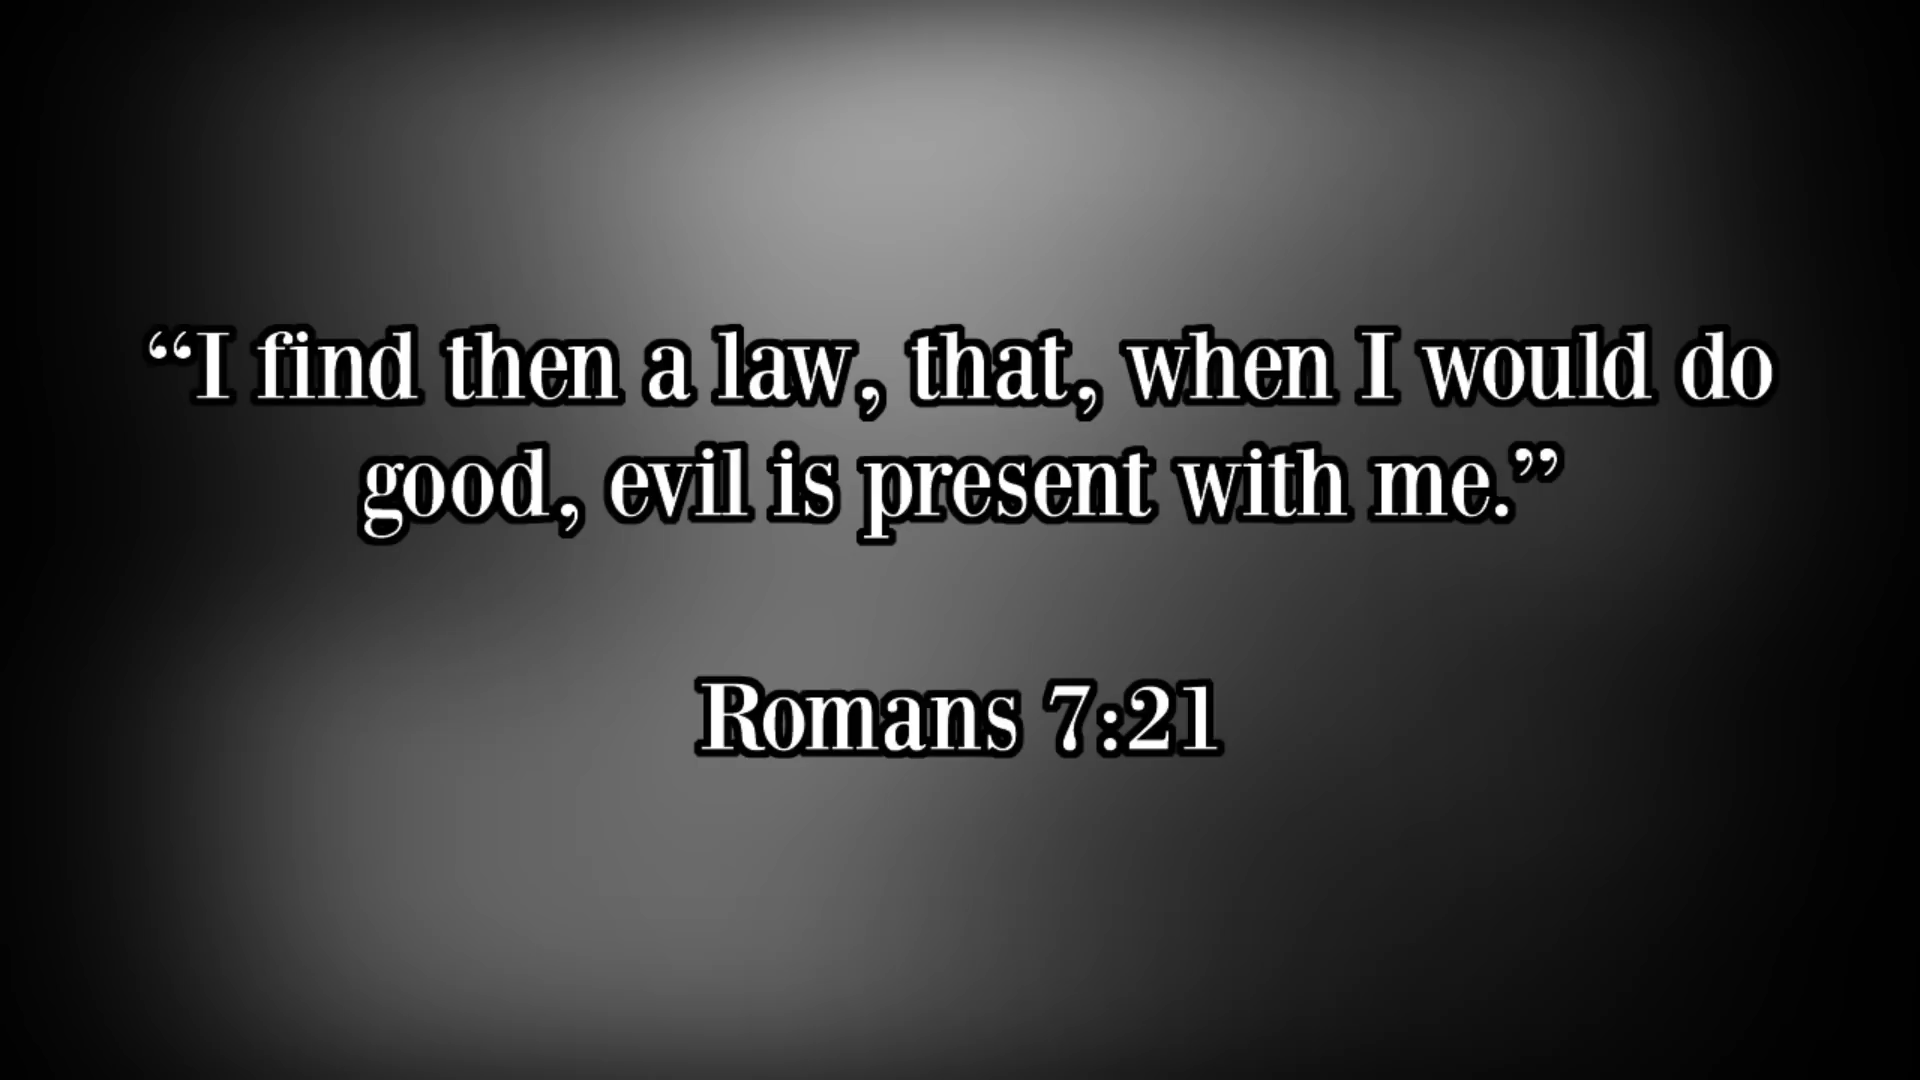 “I find then a law, that, when I would do
good, evil is present with me.”
Romans 7:21